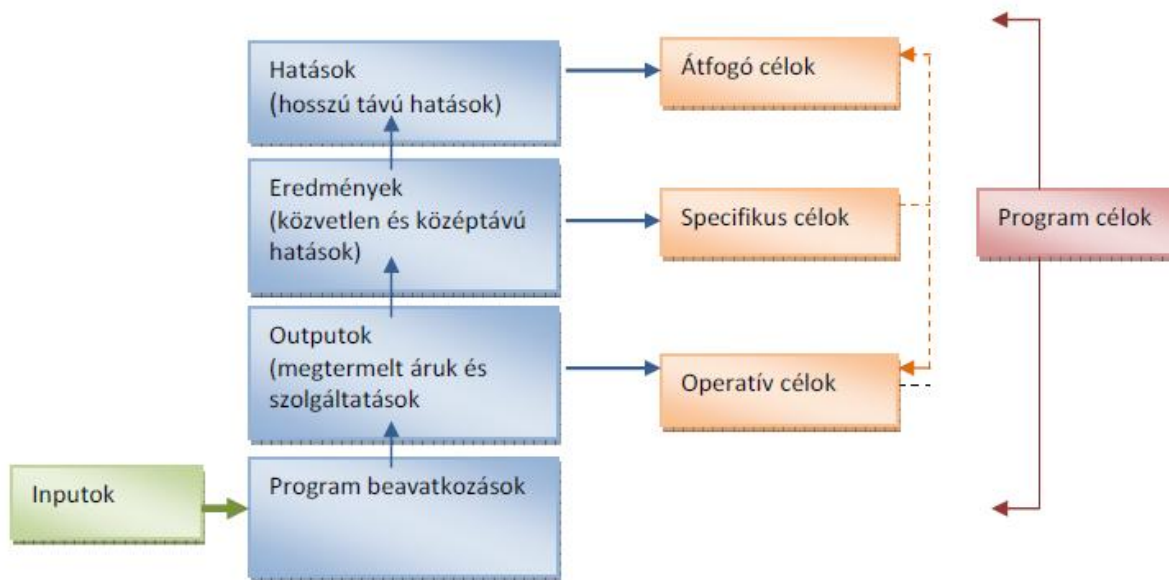 Hatások
(hosszú távú hatások)
Átfogó célok
Eredmények
(közvetlen és középtávú
hatások)
Specifikus célok
Program célok
Outputok
(megtermelt áruk és
szolgáltatások
Operatív célok
Inputok
Program beavatkozások